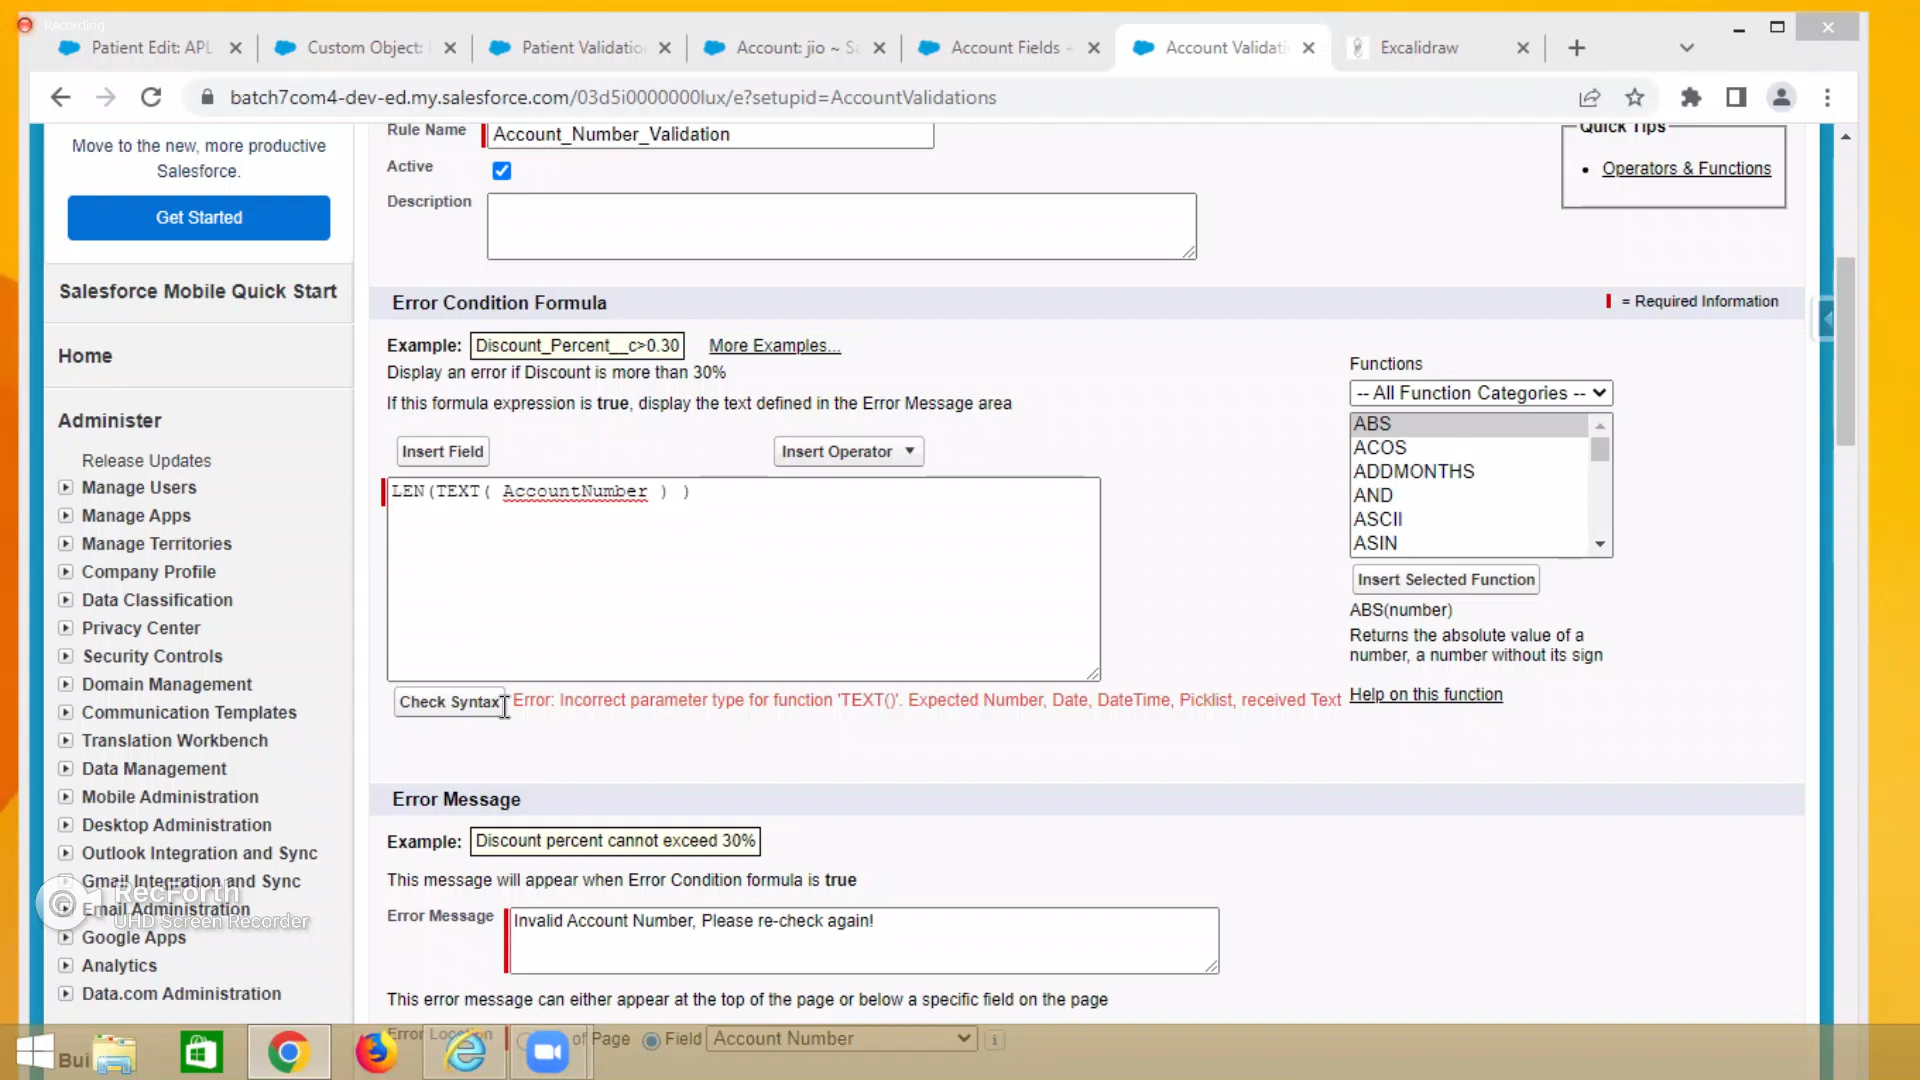 Recording
Patient Edit: APL
Custom Object:
Patient Validatio
Account: jio ~ Sa
Account Fields ~
Account Validati
Excalidraw
batch7com4-dev-ed.my.salesforce.com/03d5i0000000lux/e?setupid=AccountValidations
Move to the new, more productive
Salesforce.
Get Started
Salesforce Mobile Quick Start
Home
Administer
Release Updates
Manage Users
Manage Apps
Manage Territories
Company Profile
Data Classification
Privacy Center
Security Controls
Domain Management
Communication Templates
Translation Workbench
Data Management
Mobile Administration
Desktop Administration
Outlook Integration and Sync
Gmail Integration and Sync
Email Administration
Google Apps
Analytics
Data.com Administration
RecForth
UHD Screen Recorder
Rule Name Account_Number_Validation
Active
Description
Quick Tips
Operators & Functions
Error Condition Formula
= Required Information
Example: Discount_Percent__c>0.30 More Examples...
Display an error if Discount is more than 30%
If this formula expression is true, display the text defined in the Error Message area
Insert Field Insert Operator
LEN(TEXT( AccountNumber ) )
Functions
-- All Function Categories --
ABS
ACOS
ADDMONTHS
AND
ASCII
ASIN
Insert Selected Function
ABS(number)
Returns the absolute value of a
number, a number without its sign
Help on this function
Check Syntax Error: Incorrect parameter type for function 'TEXT()'. Expected Number, Date, DateTime, Picklist, received Text
Error Message
Example: Discount percent cannot exceed 30%
This message will appear when Error Condition formula is true
Error Message Invalid Account Number, Please re-check again!
This error message can either appear at the top of the page or below a specific field on the page
Error Location of Page Field Account Number
Bui